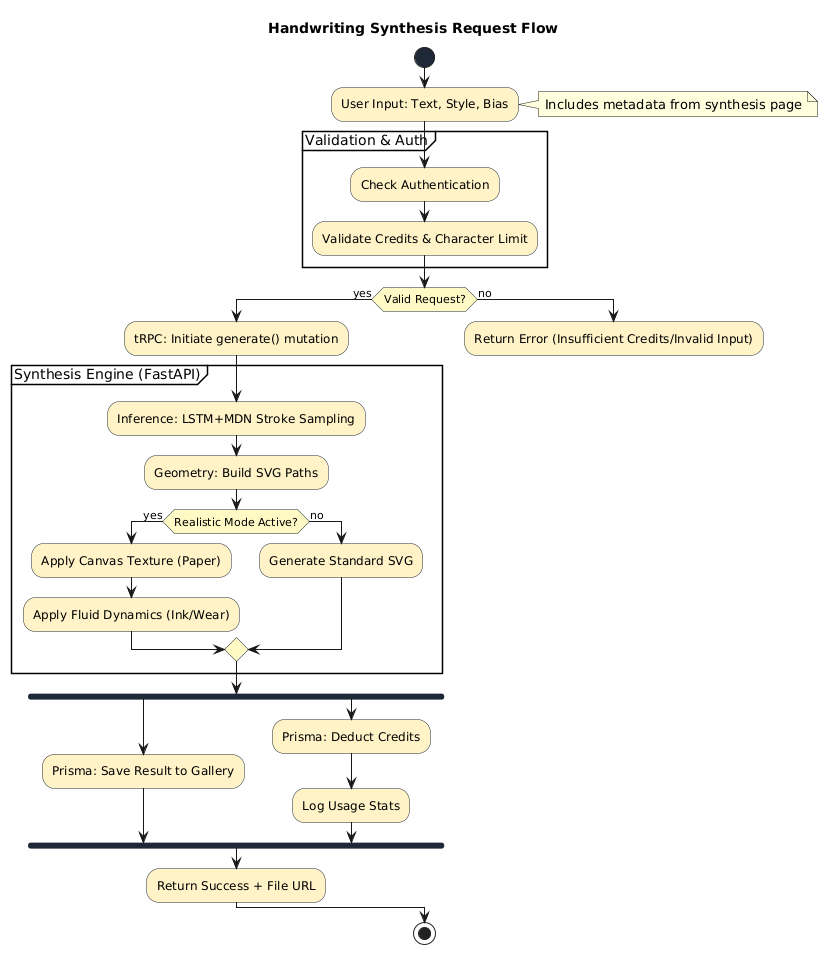 Handwriting Synthesis Request Flow
User Input: Text, Style, Bias
Includes metadata from synthesis page
Validation & Auth
Check Authentication
Validate Credits & Character Limit
yes
Valid Request?
no
tRPC: Initiate generate() mutation
Return Error (Insufficient Credits/Invalid Input)
Synthesis Engine (FastAPI)
Inference: LSTM+MDN Stroke Sampling
Geometry: Build SVG Paths
yes
Realistic Mode Active?
no
Apply Canvas Texture (Paper)
Generate Standard SVG
Apply Fluid Dynamics (Ink/Wear)
Prisma: Deduct Credits
Prisma: Save Result to Gallery
Log Usage Stats
Return Success + File URL